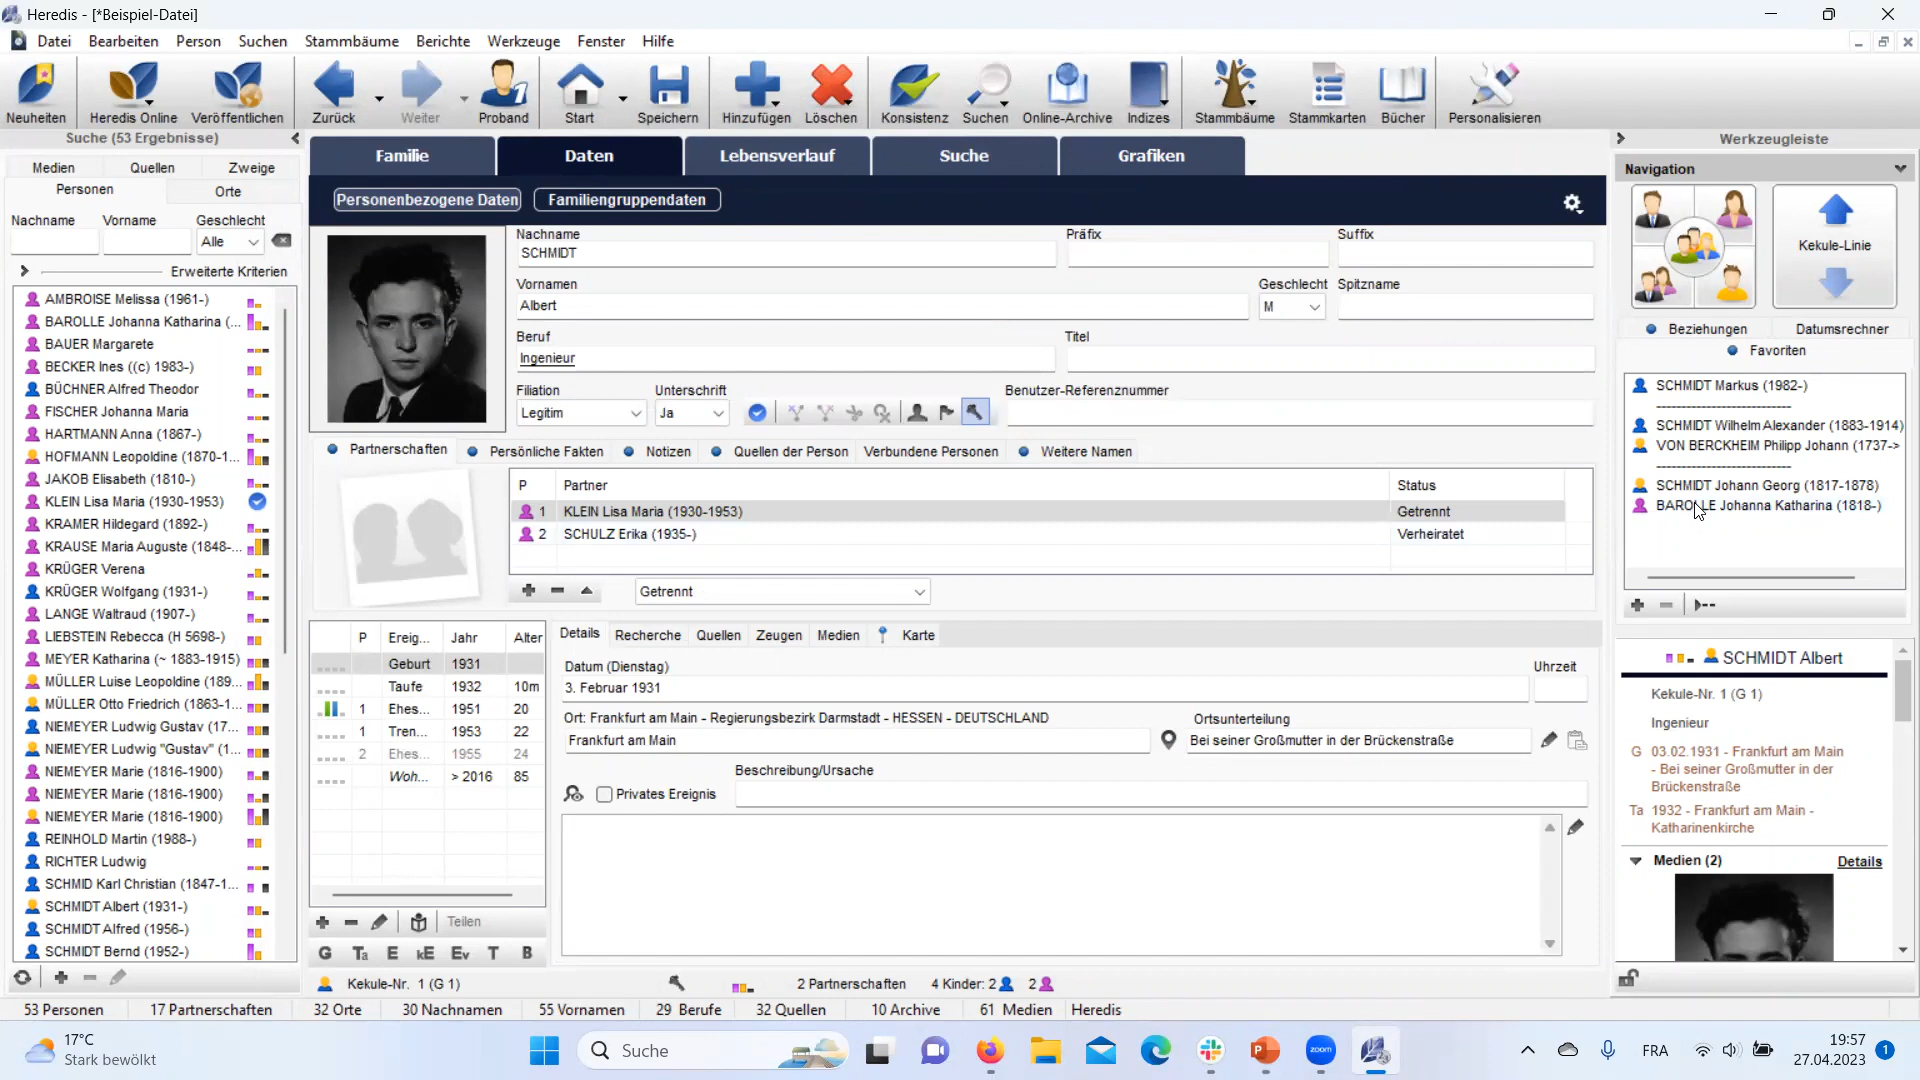 Heredis - [*Beispiel-Datei]
Datei Bearbeiten Person Suchen Stammbäume Berichte Werkzeuge Fenster Hilfe
Neuheiten Heredis Online Veröffentlichen Zurück Weiter Proband Start Speichern Hinzufügen Löschen Konsistenz Suchen Online-Archive Indizes Stammbäume Stammkarten Bücher Personalisieren
Suche (53 Ergebnisse)
Medien Quellen Zweige
Personen Orte
Nachname Vorname Geschlecht
Alle
Erweiterte Kriterien
AMBROISE Melissa (1961-)
BAROLLE Johanna Katharina (...
BAUER Margarete
BECKER Ines ((c) 1983-)
BÜCHNER Alfred Theodor
FISCHER Johanna Maria
HARTMANN Anna (1867-)
HOFMANN Leopoldine (1870-1...
JAKOB Elisabeth (1810-)
KLEIN Lisa Maria (1930-1953)
KRAMER Hildegard (1892-)
KRAUSE Maria Auguste (1848-...
KRÜGER Verena
KRÜGER Wolfgang (1931-)
LANGE Waltraud (1907-)
LIEBSTEIN Rebecca (H 5698-)
MEYER Katharina (~ 1883-1915)
MÜLLER Luise Leopoldine (189...
MÜLLER Otto Friedrich (1863-1...
NIEMEYER Ludwig Gustav (17...
NIEMEYER Ludwig "Gustav" (1...
NIEMEYER Marie (1816-1900)
NIEMEYER Marie (1816-1900)
NIEMEYER Marie (1816-1900)
REINHOLD Martin (1988-)
RICHTER Ludwig
SCHMID Karl Christian (1847-1...
SCHMIDT Albert (1931-)
SCHMIDT Alfred (1956-)
SCHMIDT Bernd (1952-)
Familie Daten Lebensverlauf Suche Grafiken
Personenbezogene Daten Familiengruppendaten
Nachname Präfix Suffix
SCHMIDT
Vornamen Geschlecht Spitzname
Albert M
Beruf Titel
Ingenieur
Filiation Unterschrift Benutzer-Referenznummer
Legitim Ja
Partnerschaften Persönliche Fakten Notizen Quellen der Person Verbundene Personen Weitere Namen
P Partner Status
1 KLEIN Lisa Maria (1930-1953) Getrennt
2 SCHULZ Erika (1935-) Verheiratet
Getrennt
P Ereig... Jahr Alter
Geburt 1931
Taufe 1932 10m
1 Ehes... 1951 20
1 Tren... 1953 22
2 Ehes... 1955 24
Woh... > 2016 85
Teilen
G Ta E kE Ev T B
Details Recherche Quellen Zeugen Medien Karte
Datum (Dienstag) Uhrzeit
3. Februar 1931
Ort: Frankfurt am Main - Regierungsbezirk Darmstadt - HESSEN - DEUTSCHLAND Ortsunterteilung
Frankfurt am Main Bei seiner Großmutter in der Brückenstraße
Beschreibung/Ursache
Privates Ereignis
Kekule-Nr. 1 (G 1) 2 Partnerschaften 4 Kinder: 2 2
Werkzeugleiste
Navigation
Kekule-Linie
Beziehungen Datumsrechner
Favoriten
SCHMIDT Markus (1982-)
---------------------------
SCHMIDT Wilhelm Alexander (1883-1914)
VON BERCKHEIM Philipp Johann (1737->
---------------------------
SCHMIDT Johann Georg (1817-1878)
BAROLLE Johanna Katharina (1818-)
SCHMIDT Albert
Kekule-Nr. 1 (G 1)
Ingenieur
G 03.02.1931 - Frankfurt am Main
- Bei seiner Großmutter in der
Brückenstraße
Ta 1932 - Frankfurt am Main -
Katharinenkirche
Medien (2) Details
53 Personen 17 Partnerschaften 32 Orte 30 Nachnamen 55 Vornamen 29 Berufe 32 Quellen 10 Archive 61 Medien Heredis
17°C
Stark bewölkt
Suche
zoom
FRA
19:57
27.04.2023
1